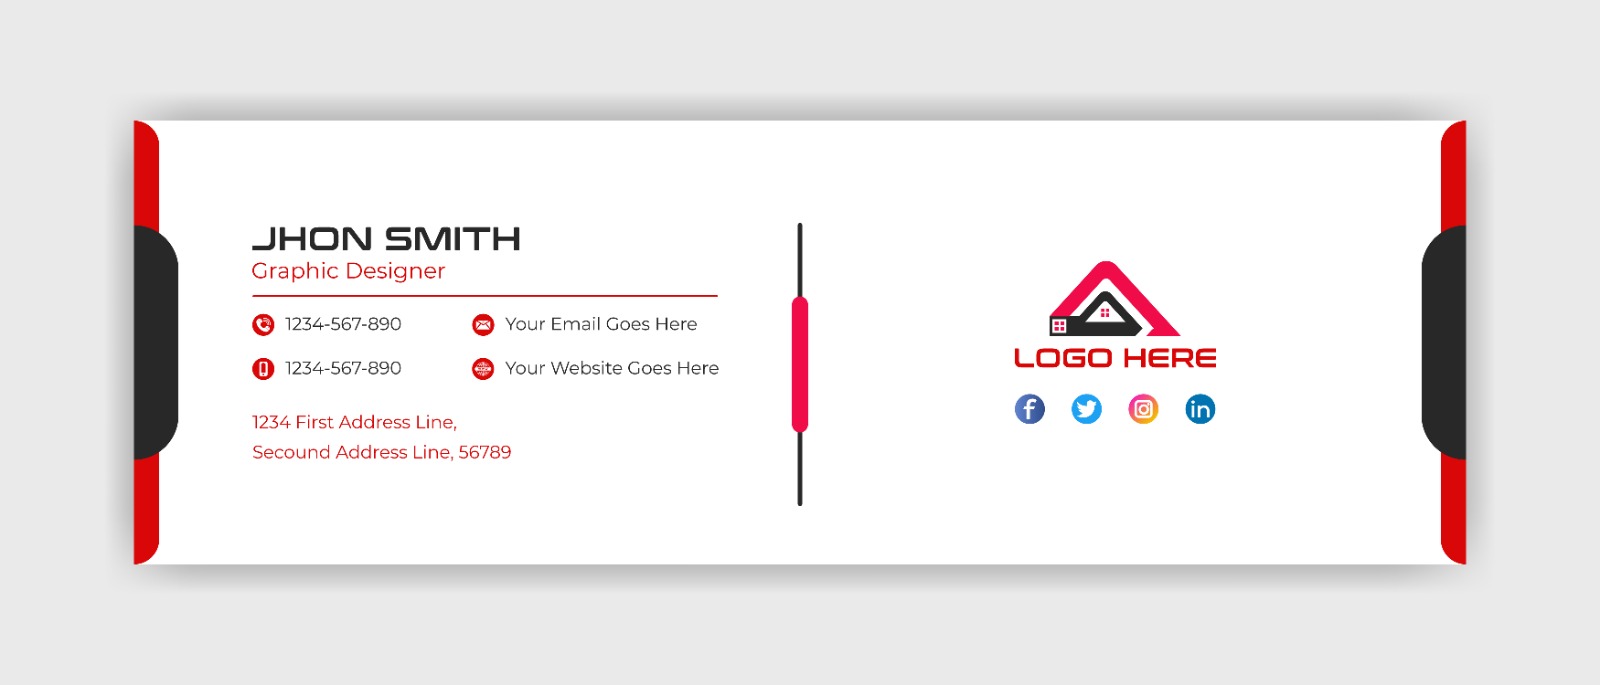 JHON SMITH
Graphic Designer
1234-567-890
Your Email Goes Here
1234-567-890
Your Website Goes Here
1234 First Address Line,
Secound Address Line, 56789
LOGO HERE